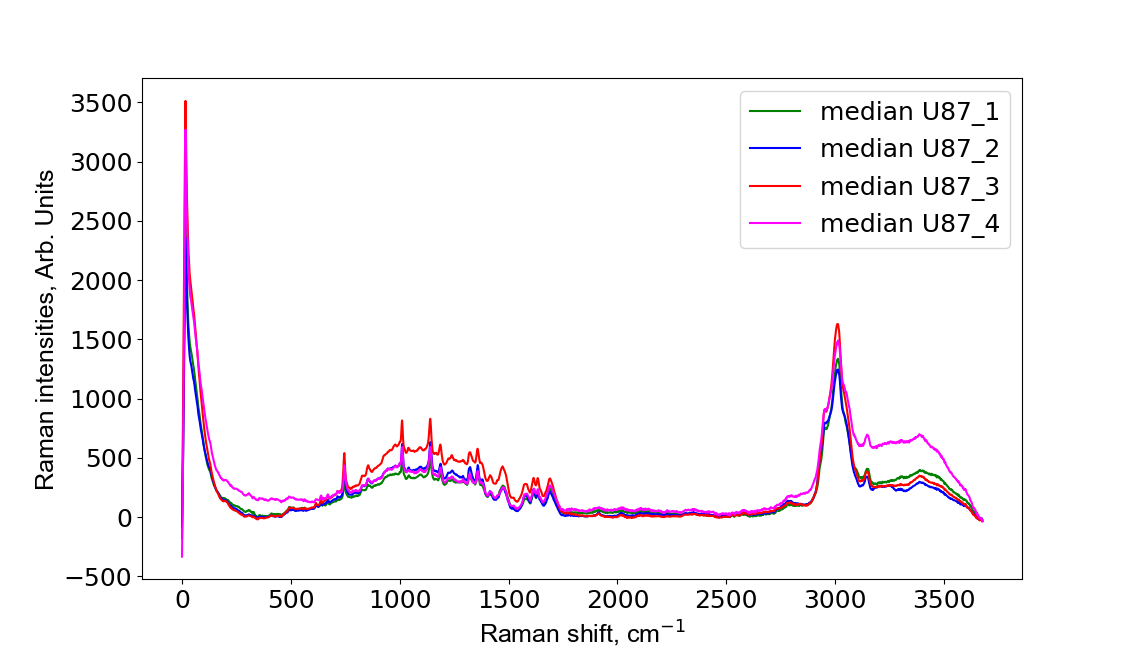 median U87_1
median U87_2
median U87_3
median U87_4
3500
3000
2500
2000
1500
1000
500
0
−500
Raman intensities, Arb. Units
0 500 1000 1500 2000 2500 3000 3500
Raman shift, cm⁻¹